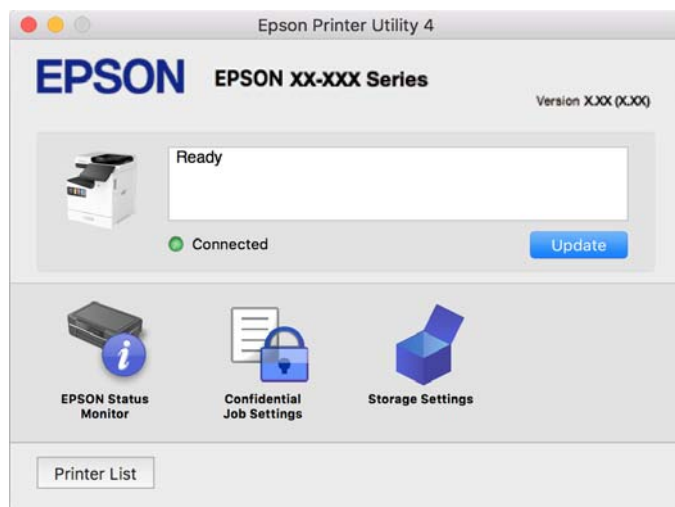 Epson Printer Utility 4
EPSON
EPSON XX-XXX Series
Version X.XX (X.XX)
Ready
Connected
Update
EPSON Status
Monitor
Confidential
Job Settings
Storage Settings
Printer List